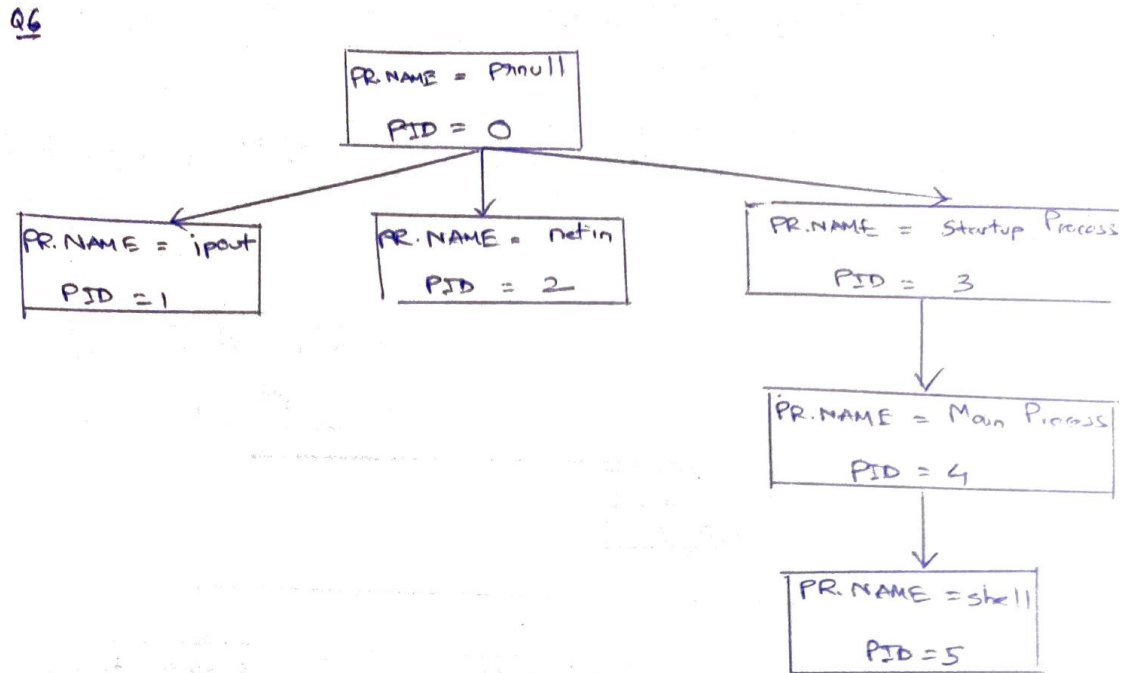 Q6
PR.NAME = prnull
PID = 0
PR.NAME = ipout
PID = 1
PR.NAME = netin
PID = 2
PR.NAME = Startup Process
PID = 3
PR.NAME = Main Process
PID = 4
PR.NAME = shell
PID = 5